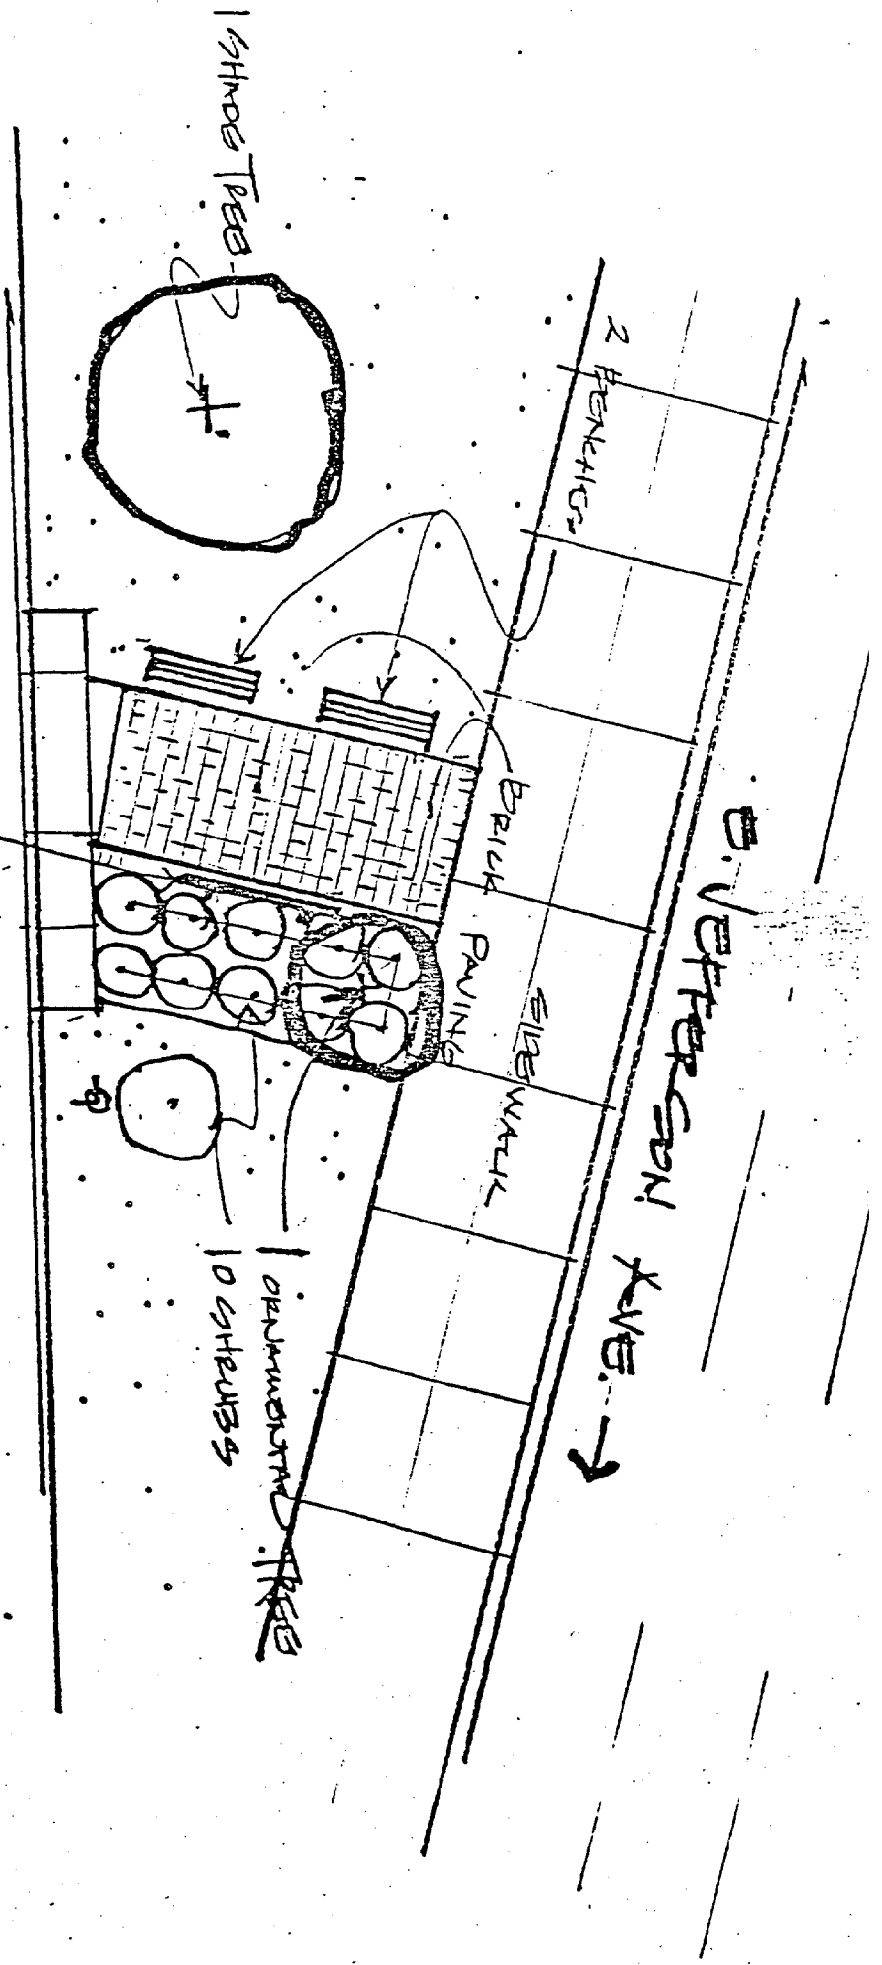 1 SHADE TREE
2 BENCHES
BRICK PAVING
SIDEWALK
E. JEFFERSON AVE.
1 ORNAMENTAL TREE
10 SHRUBS